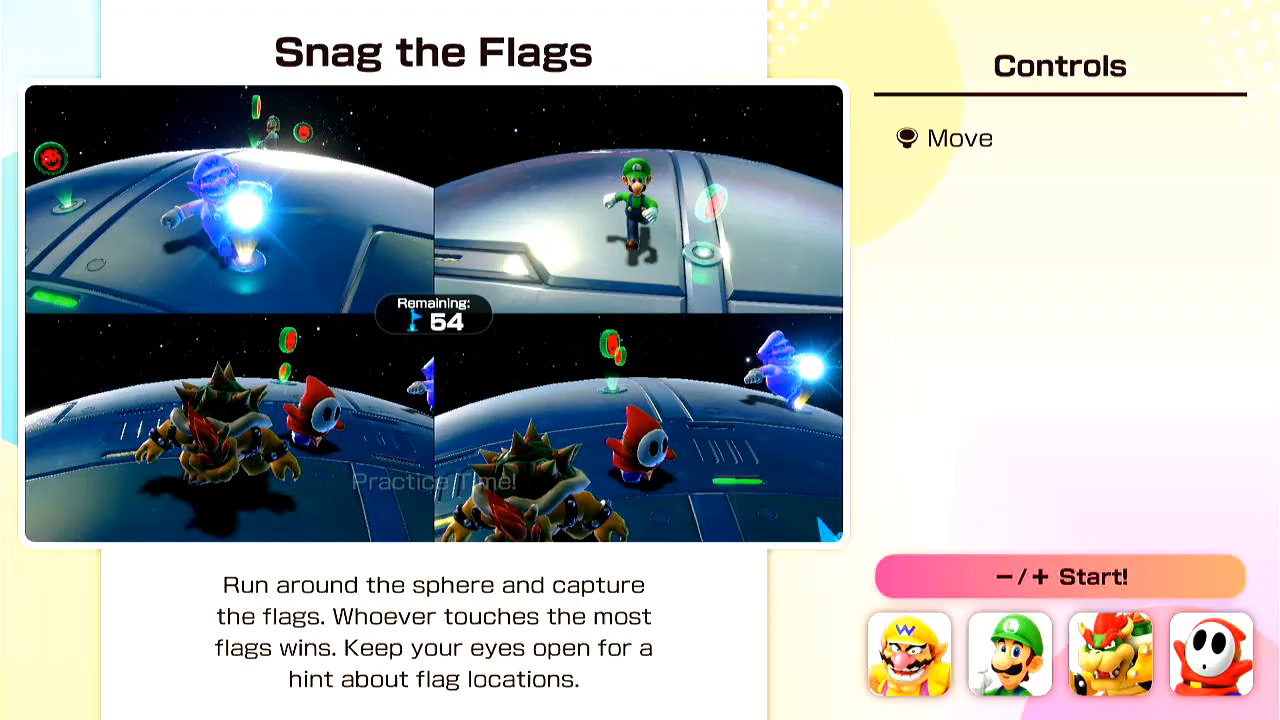 Snag the Flags
Controls
Move
Remaining:
54
Practice Time!
Run around the sphere and capture
the flags. Whoever touches the most
flags wins. Keep your eyes open for a
hint about flag locations.
−/+ Start!